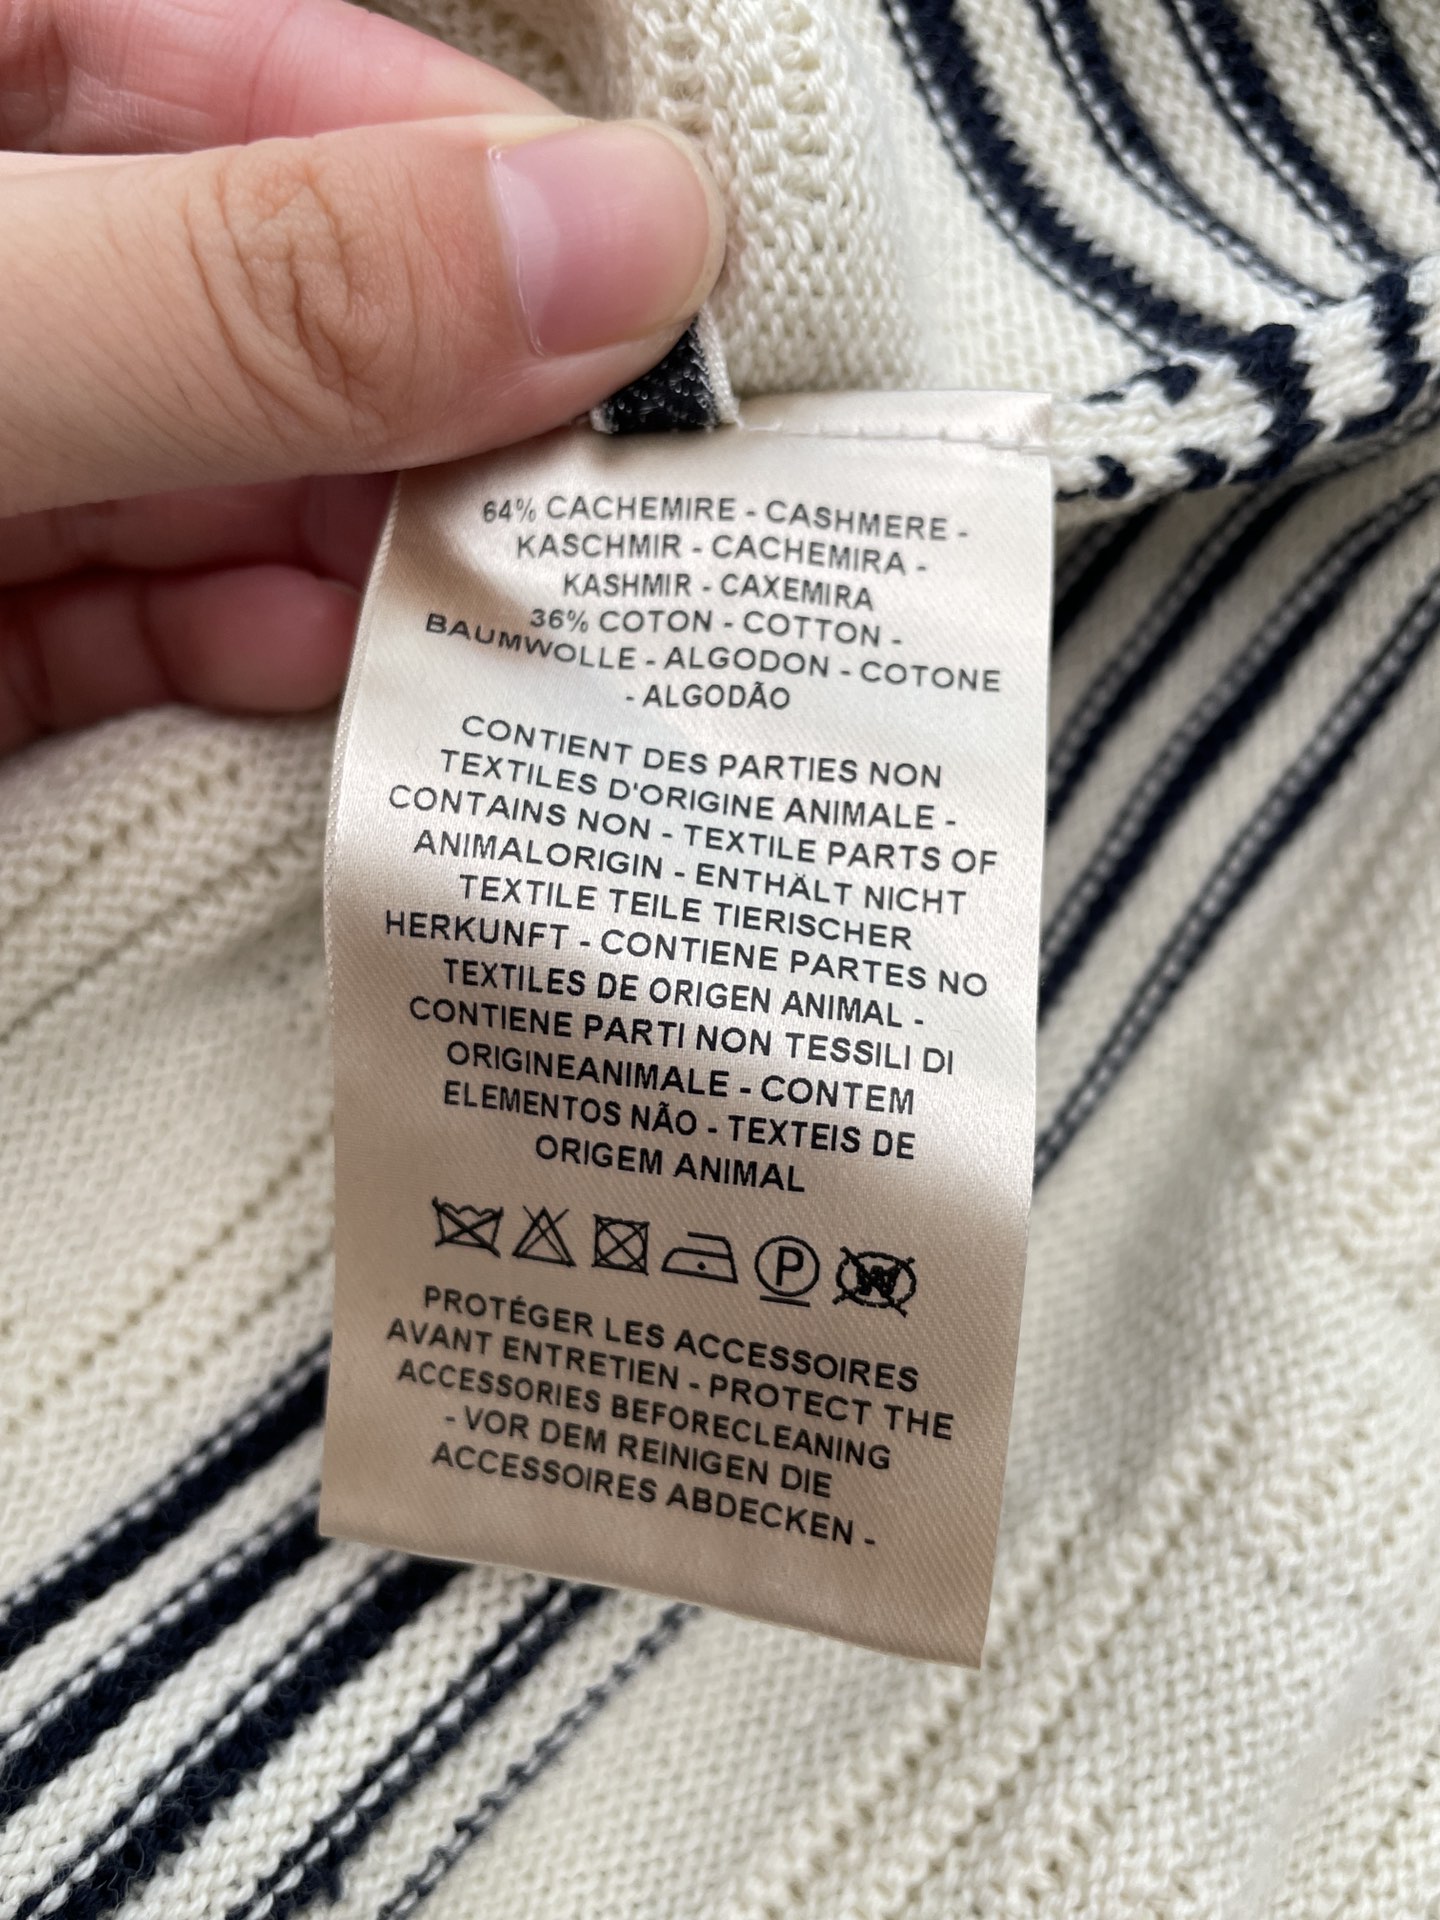 64% CACHEMIRE - CASHMERE -
KASCHMIR - CACHEMIRA -
KASHMIR - CAXEMIRA
36% COTON - COTTON -
BAUMWOLLE - ALGODON - COTONE
- ALGODÃO
CONTIENT DES PARTIES NON
TEXTILES D'ORIGINE ANIMALE -
CONTAINS NON - TEXTILE PARTS OF
ANIMALORIGIN - ENTHÄLT NICHT
TEXTILE TEILE TIERISCHER
HERKUNFT - CONTIENE PARTES NO
TEXTILES DE ORIGEN ANIMAL -
CONTIENE PARTI NON TESSILI DI
ORIGINEANIMALE - CONTEM
ELEMENTOS NÃO - TEXTEIS DE
ORIGEM ANIMAL
P W
PROTÉGER LES ACCESSOIRES
AVANT ENTRETIEN - PROTECT THE
ACCESSORIES BEFORECLEANING
- VOR DEM REINIGEN DIE
ACCESSOIRES ABDECKEN -